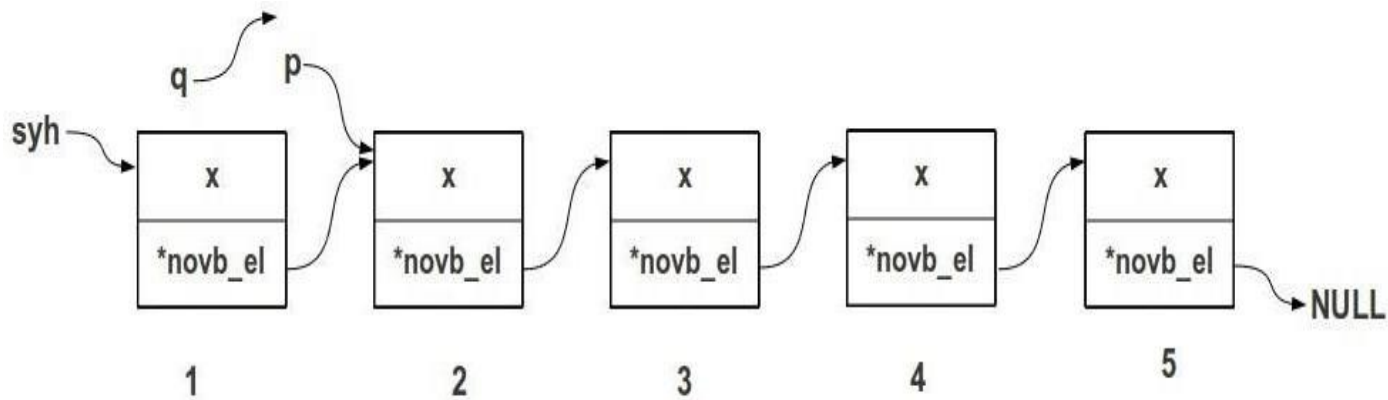 q
p
syh
x x x x x
*novb_el *novb_el *novb_el *novb_el *novb_el
NULL
1 2 3 4 5